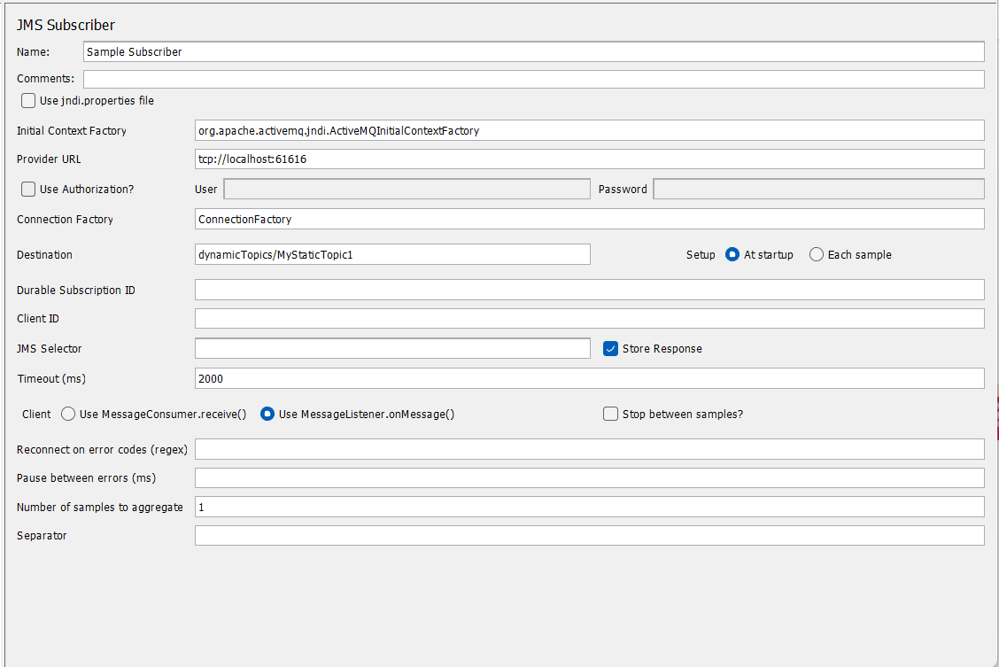 JMS Subscriber
Name: Sample Subscriber
Comments:
Use jndi.properties file
Initial Context Factory org.apache.activemq.jndi.ActiveMQInitialContextFactory
Provider URL tcp://localhost:61616
Use Authorization? User Password
Connection Factory ConnectionFactory
Destination dynamicTopics/MyStaticTopic1 Setup At startup Each sample
Durable Subscription ID
Client ID
JMS Selector Store Response
Timeout (ms) 2000
Client Use MessageConsumer.receive() Use MessageListener.onMessage() Stop between samples?
Reconnect on error codes (regex)
Pause between errors (ms)
Number of samples to aggregate 1
Separator